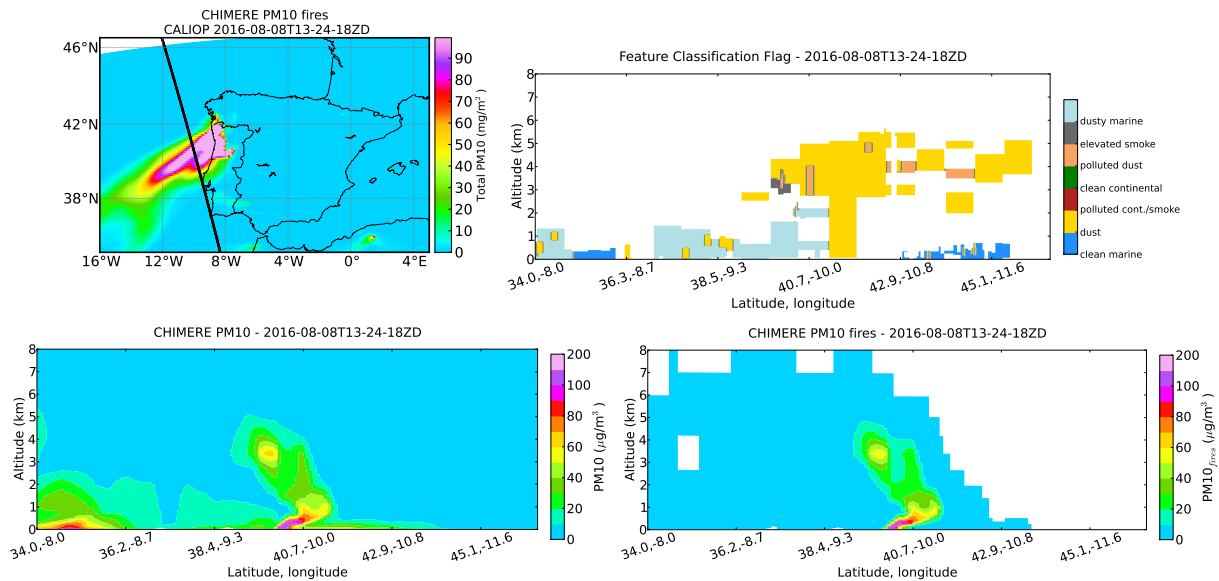 CHIMERE PM10 fires
CALIOP 2016-08-08T13-24-18ZD
46°N
42°N
38°N
16°W 12°W 8°W 4°W 0° 4°E
90
80
70
60
50
40
30
20
10
0
Total PM10 (mg/m²)
Feature Classification Flag - 2016-08-08T13-24-18ZD
8
7
6
5
4
3
2
1
0
Altitude (km)
34.0,-8.0 36.3,-8.7 38.5,-9.3 40.7,-10.0 42.9,-10.8 45.1,-11.6
Latitude, longitude
dusty marine
elevated smoke
polluted dust
clean continental
polluted cont./smoke
dust
clean marine
CHIMERE PM10 - 2016-08-08T13-24-18ZD
8
7
6
5
4
3
2
1
0
Altitude (km)
34.0,-8.0 36.2,-8.7 38.4,-9.3 40.7,-10.0 42.9,-10.8 45.1,-11.6
Latitude, longitude
200
100
80
60
40
20
0
PM10 (μg/m³ )
CHIMERE PM10 fires - 2016-08-08T13-24-18ZD
8
7
6
5
4
3
2
1
0
Altitude (km)
34.0,-8.0 36.2,-8.7 38.4,-9.3 40.7,-10.0 42.9,-10.8 45.1,-11.6
Latitude, longitude
200
100
80
60
40
20
0
PM10fires (μg/m³ )